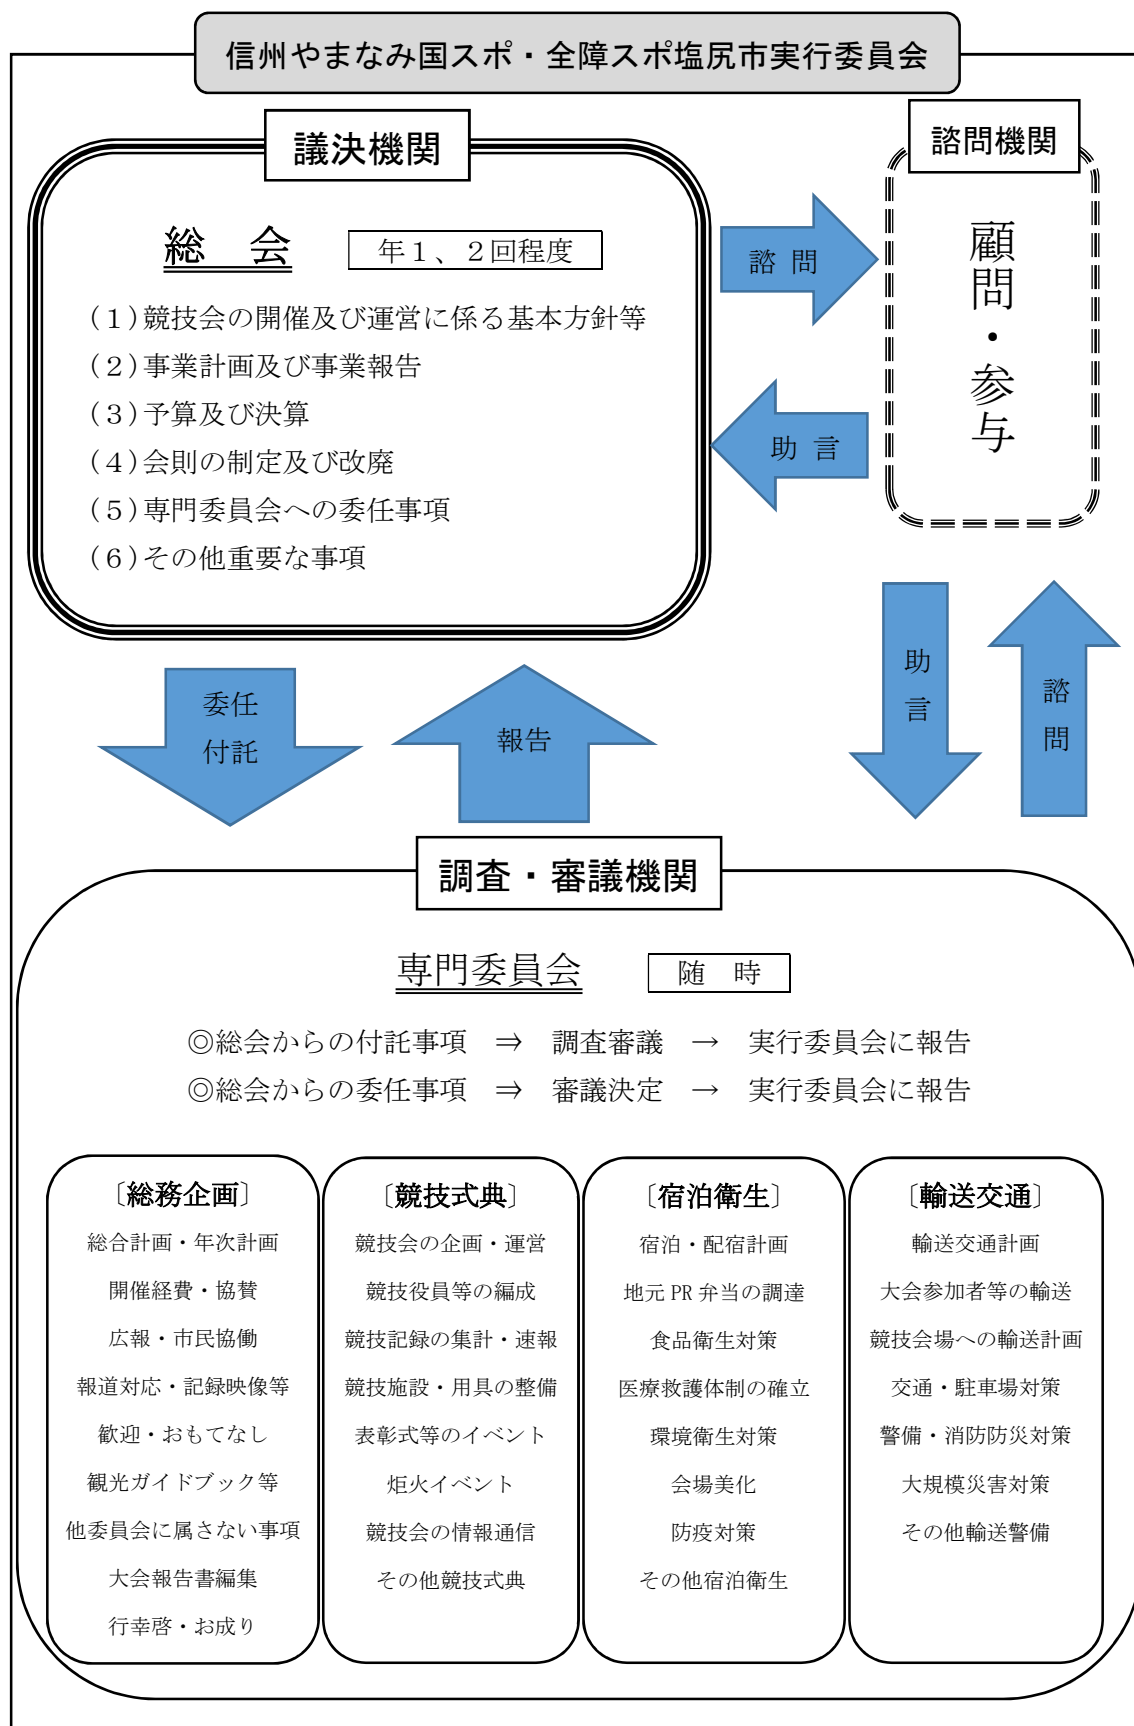 信州やまなみ国スポ・全障スポ塩尻市実行委員会
議決機関
総　会
年１、２回程度
(１)競技会の開催及び運営に係る基本方針等
(２)事業計画及び事業報告
(３)予算及び決算
(４)会則の制定及び改廃
(５)専門委員会への委任事項
(６)その他重要な事項
諮 問
助 言
諮問機関
顧問・参与
委任
付託
報告
助言
諮問
調査・審議機関
専門委員会
随　時
◎総会からの付託事項　⇒　調査審議　→　実行委員会に報告
◎総会からの委任事項　⇒　審議決定　→　実行委員会に報告
〔総務企画〕
総合計画・年次計画
開催経費・協賛
広報・市民協働
報道対応・記録映像等
歓迎・おもてなし
観光ガイドブック等
他委員会に属さない事項
大会報告書編集
行幸啓・お成り
〔競技式典〕
競技会の企画・運営
競技役員等の編成
競技記録の集計・速報
競技施設・用具の整備
表彰式等のイベント
炬火イベント
競技会の情報通信
その他競技式典
〔宿泊衛生〕
宿泊・配宿計画
地元 PR 弁当の調達
食品衛生対策
医療救護体制の確立
環境衛生対策
会場美化
防疫対策
その他宿泊衛生
〔輸送交通〕
輸送交通計画
大会参加者等の輸送
競技会場への輸送計画
交通・駐車場対策
警備・消防防災対策
大規模災害対策
その他輸送警備